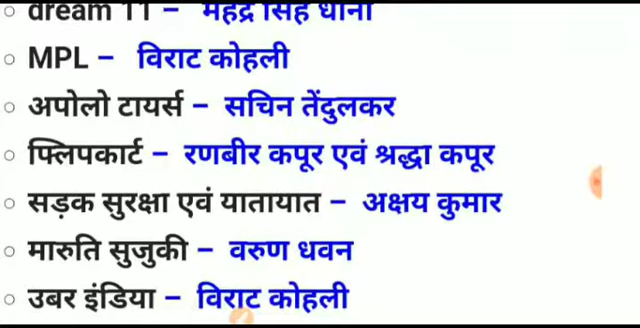 dream 11 – महेंद्र सिंह धोनी
MPL – विराट कोहली
अपोलो टायर्स – सचिन तेंदुलकर
फ्लिपकार्ट – रणबीर कपूर एवं श्रद्धा कपूर
सड़क सुरक्षा एवं यातायात – अक्षय कुमार
मारुति सुजुकी – वरुण धवन
उबर इंडिया – विराट कोहली